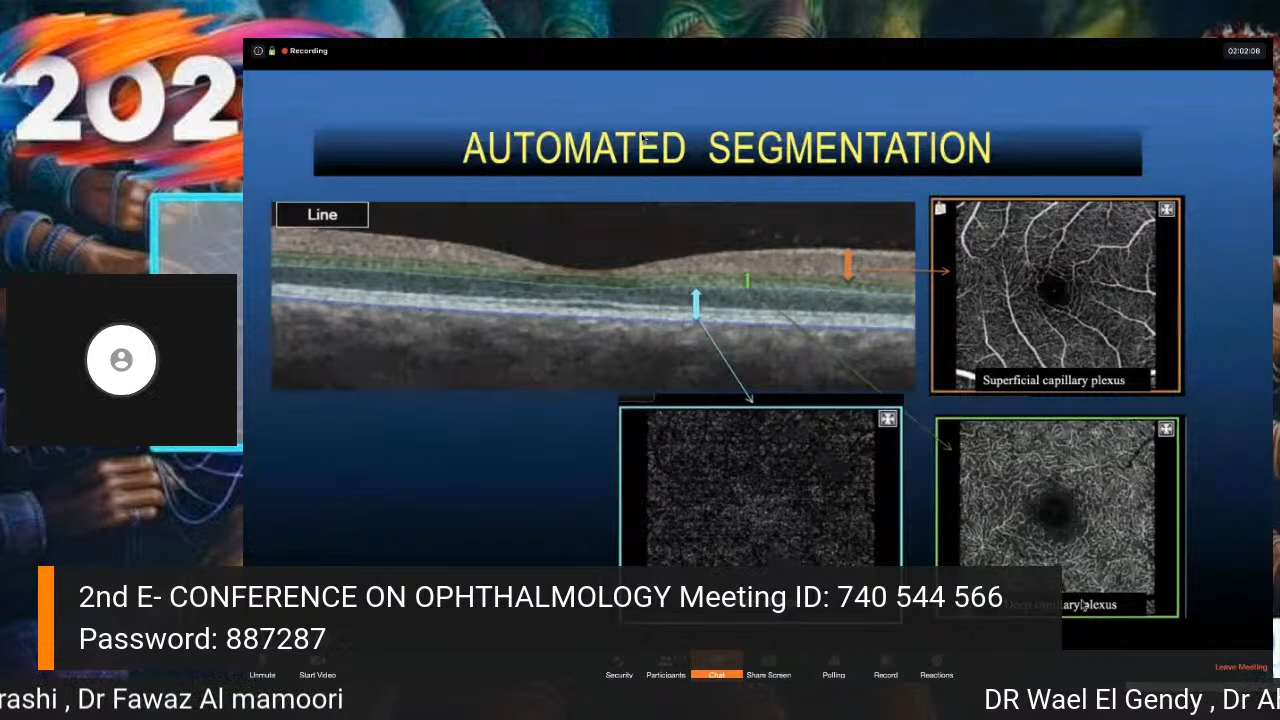 202
Recording
02:02:08
AUTOMATED SEGMENTATION
Line
Superficial capillary plexus
Deep capillary plexus
2nd E- CONFERENCE ON OPHTHALMOLOGY Meeting ID: 740 544 566
Password: 887287
Unmute
Start Video
Security
Participants
Chat
Share Screen
Polling
Record
Reactions
Leave Meeting
rashi , Dr Fawaz Al mamoori
DR Wael El Gendy , Dr